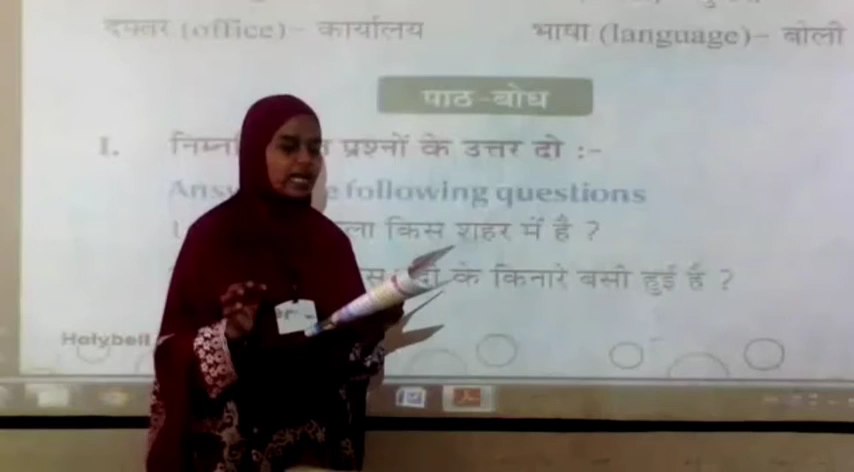 दफ्तर (office)- कार्यालय
भाषा (language)- बोली
पाठ -बोध
I. प्रश्नों के उत्तर दो :-
following questions
किस शहर में है ?
के किनारे बसी हुई है ?
Holybell